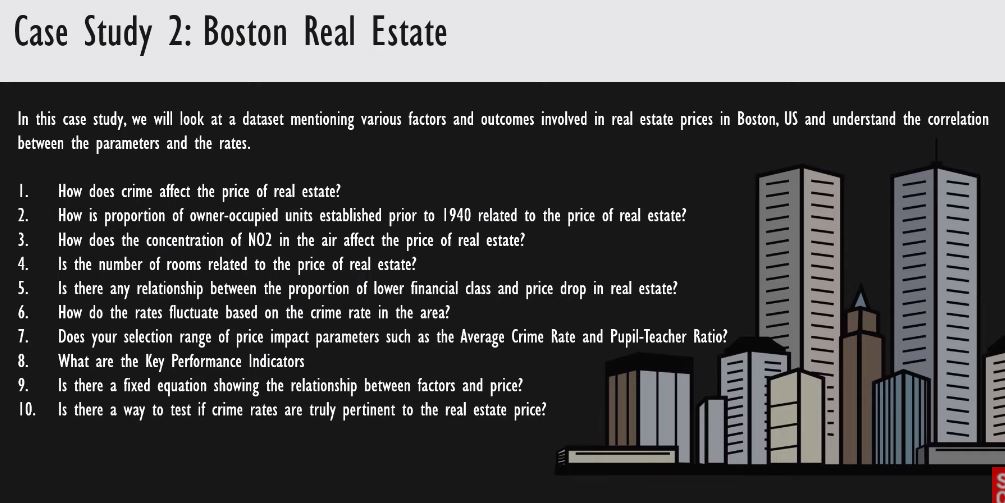 Case Study 2: Boston Real Estate
In this case study, we will look at a dataset mentioning various factors and outcomes involved in real estate prices in Boston, US and understand the correlation
between the parameters and the rates.
1. How does crime affect the price of real estate?
2. How is proportion of owner-occupied units established prior to 1940 related to the price of real estate?
3. How does the concentration of NO2 in the air affect the price of real estate?
4. Is the number of rooms related to the price of real estate?
5. Is there any relationship between the proportion of lower financial class and price drop in real estate?
6. How do the rates fluctuate based on the crime rate in the area?
7. Does your selection range of price impact parameters such as the Average Crime Rate and Pupil-Teacher Ratio?
8. What are the Key Performance Indicators
9. Is there a fixed equation showing the relationship between factors and price?
10. Is there a way to test if crime rates are truly pertinent to the real estate price?